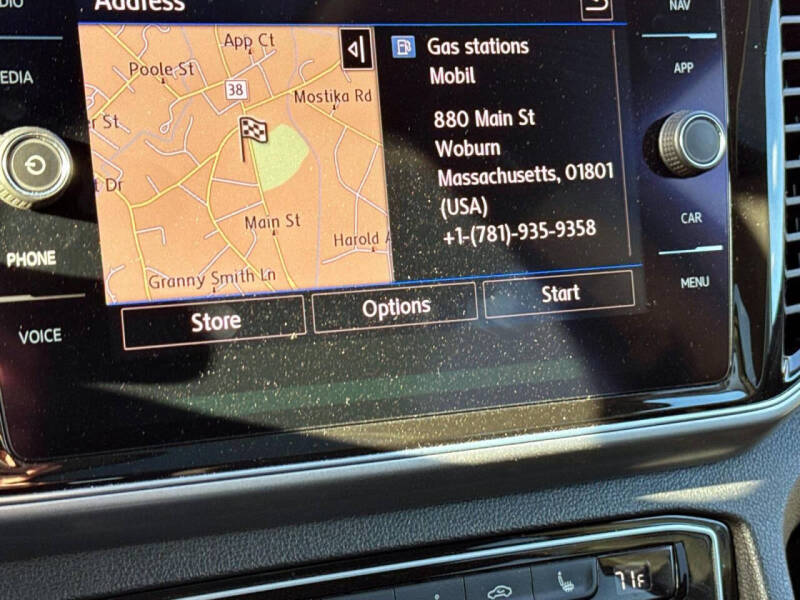 Address
NAV
App Ct
Gas stations
Poole St
Mobil
MEDIA
APP
38
Mostika Rd
880 Main St
r St
Woburn
Massachusetts, 01801
t Dr
(USA)
Main St
+1-(781)-935-9358
CAR
PHONE
Harold A
Granny Smith Ln
MENU
Store
Options
Start
VOICE
71F